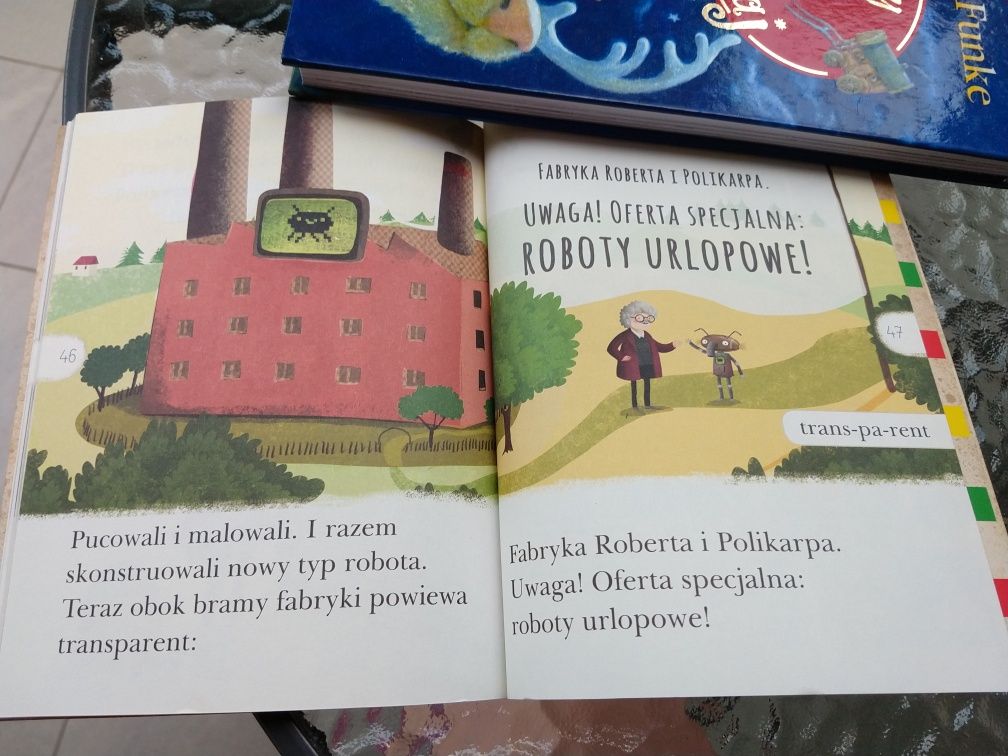 Funke
46
Pucowali i malowali. I razem
skonstruowali nowy typ robota.
Teraz obok bramy fabryki powiewa
transparent:
FABRYKA ROBERTA I POLIKARPA.
UWAGA! OFERTA SPECJALNA:
ROBOTY URLOPOWE!
47
trans-pa-rent
Fabryka Roberta i Polikarpa.
Uwaga! Oferta specjalna:
roboty urlopowe!